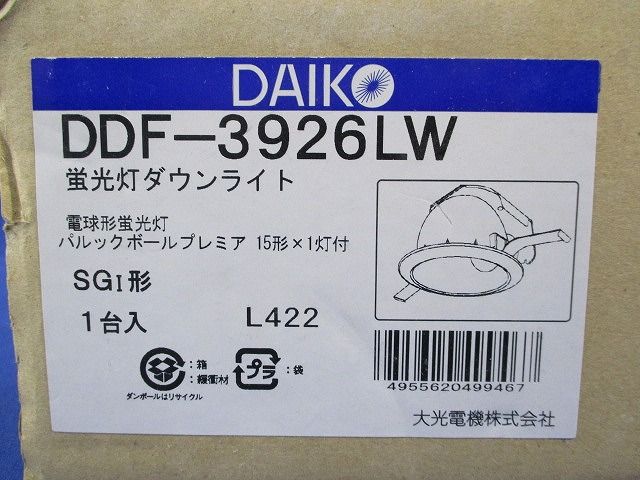 DAIKO
DDF-3926LW
蛍光灯ダウンライト
電球形蛍光灯
パルックボールプレミア 15形×1灯付
SGI形
1台入 L422
:箱
:緩衝材
ダンボールはリサイクル
プラ
:袋
4955620499467
大光電機株式会社